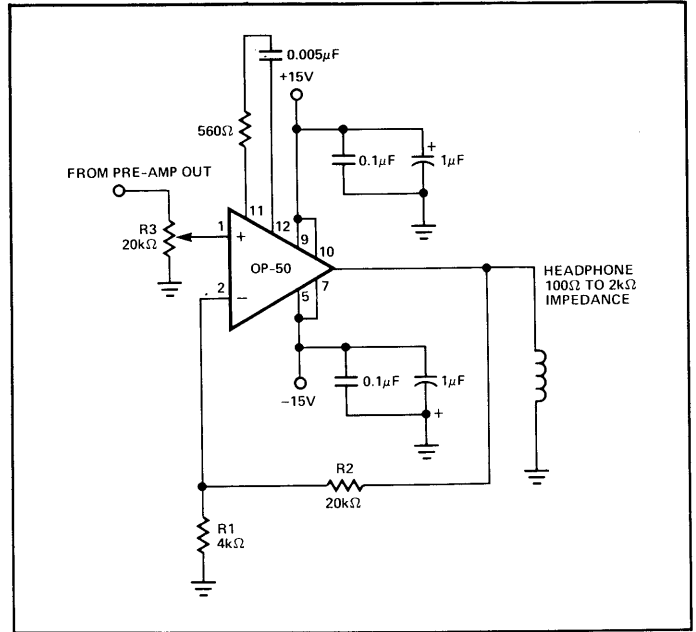 0.005µF
+15V
560Ω
0.1µF
+
1µF
FROM PRE-AMP OUT
R3
20kΩ
1
+
11
12
9
10
OP-50
2
−
5
7
HEADPHONE
100Ω TO 2kΩ
IMPEDANCE
−15V
0.1µF
1µF
+
R2
20kΩ
R1
4kΩ